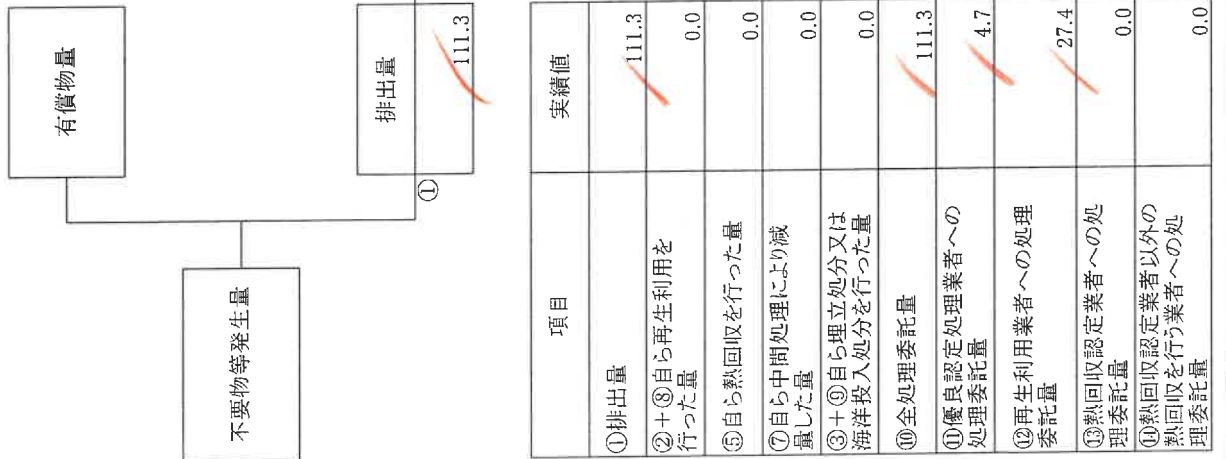 有償物量
不要物等発生量
①
排出量
111.3
項目
実績値
①排出量
111.3
②+⑧自ら再生利用を
行った量
0.0
⑤自ら熱回収を行った量
0.0
⑦自ら中間処理により減
量した量
0.0
③+⑨自ら埋立処分又は
海洋投入処分を行った量
0.0
⑩全処理委託量
111.3
⑪優良認定処理業者への
処理委託量
4.7
⑫再生利用業者への処理
委託量
27.4
⑬熱回収認定業者への処
理委託量
0.0
⑭熱回収認定業者以外の
熱回収を行う業者への処
理委託量
0.0